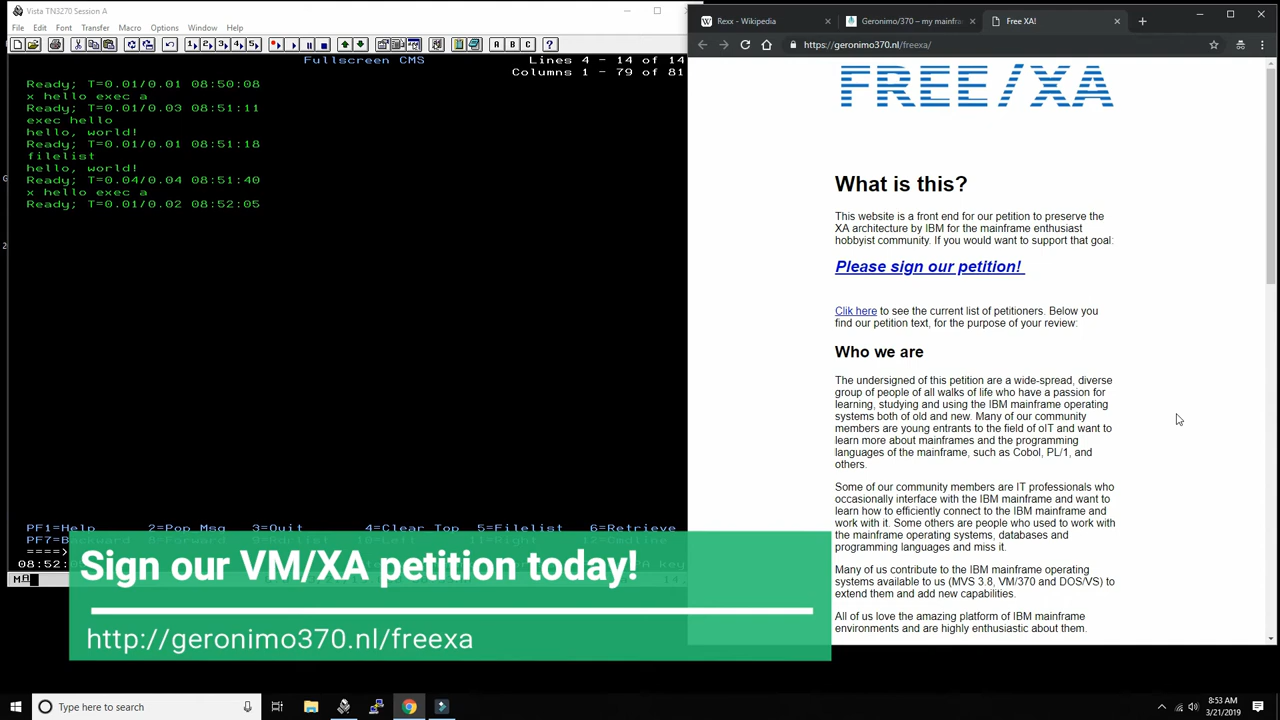 Vista TN3270 Session A
File Edit Font Transfer Macro Options Window Help
Fullscreen CMS Lines 4 - 14 of 14
Columns 1 - 79 of 81
Ready; T=0.01/0.01 08:50:08
x hello exec a
Ready; T=0.01/0.03 08:51:11
exec hello
hello, world!
Ready; T=0.01/0.01 08:51:18
filelist
hello, world!
Ready; T=0.04/0.04 08:51:40
x hello exec a
Ready; T=0.01/0.02 08:52:05
PF1=Help 2=Pop Msg 3=Quit 4=Clear Top 5=Filelist 6=Retrieve
====>
Rexx - Wikipedia
Geronimo/370 – my mainfra
Free XA!
https://geronimo370.nl/freexa/
FREE/XA
What is this?
This website is a front end for our petition to preserve the
XA architecture by IBM for the mainframe enthusiast
hobbyist community. If you would want to support that goal:
Please sign our petition!
Clik here to see the current list of petitioners. Below you
find our petition text, for the purpose of your review:
Who we are
The undersigned of this petition are a wide-spread, diverse
group of people of all walks of life who have a passion for
learning, studying and using the IBM mainframe operating
systems both of old and new. Many of our community
members are young entrants to the field of oIT and want to
learn more about mainframes and the programming
languages of the mainframe, such as Cobol, PL/1, and
others.
Some of our community members are IT professionals who
occasionally interface with the IBM mainframe and want to
learn how to efficiently connect to the IBM mainframe and
work with it. Some others are people who used to work with
the mainframe operating systems, databases and
programming languages and miss it.
Many of us contribute to the IBM mainframe operating
systems available to us (MVS 3.8, VM/370 and DOS/VS) to
extend them and add new capabilities.
All of us love the amazing platform of IBM mainframe
environments and are highly enthusiastic about them.
Sign our VM/XA petition today!
http://geronimo370.nl/freexa
Type here to search
8:53 AM
3/21/2019